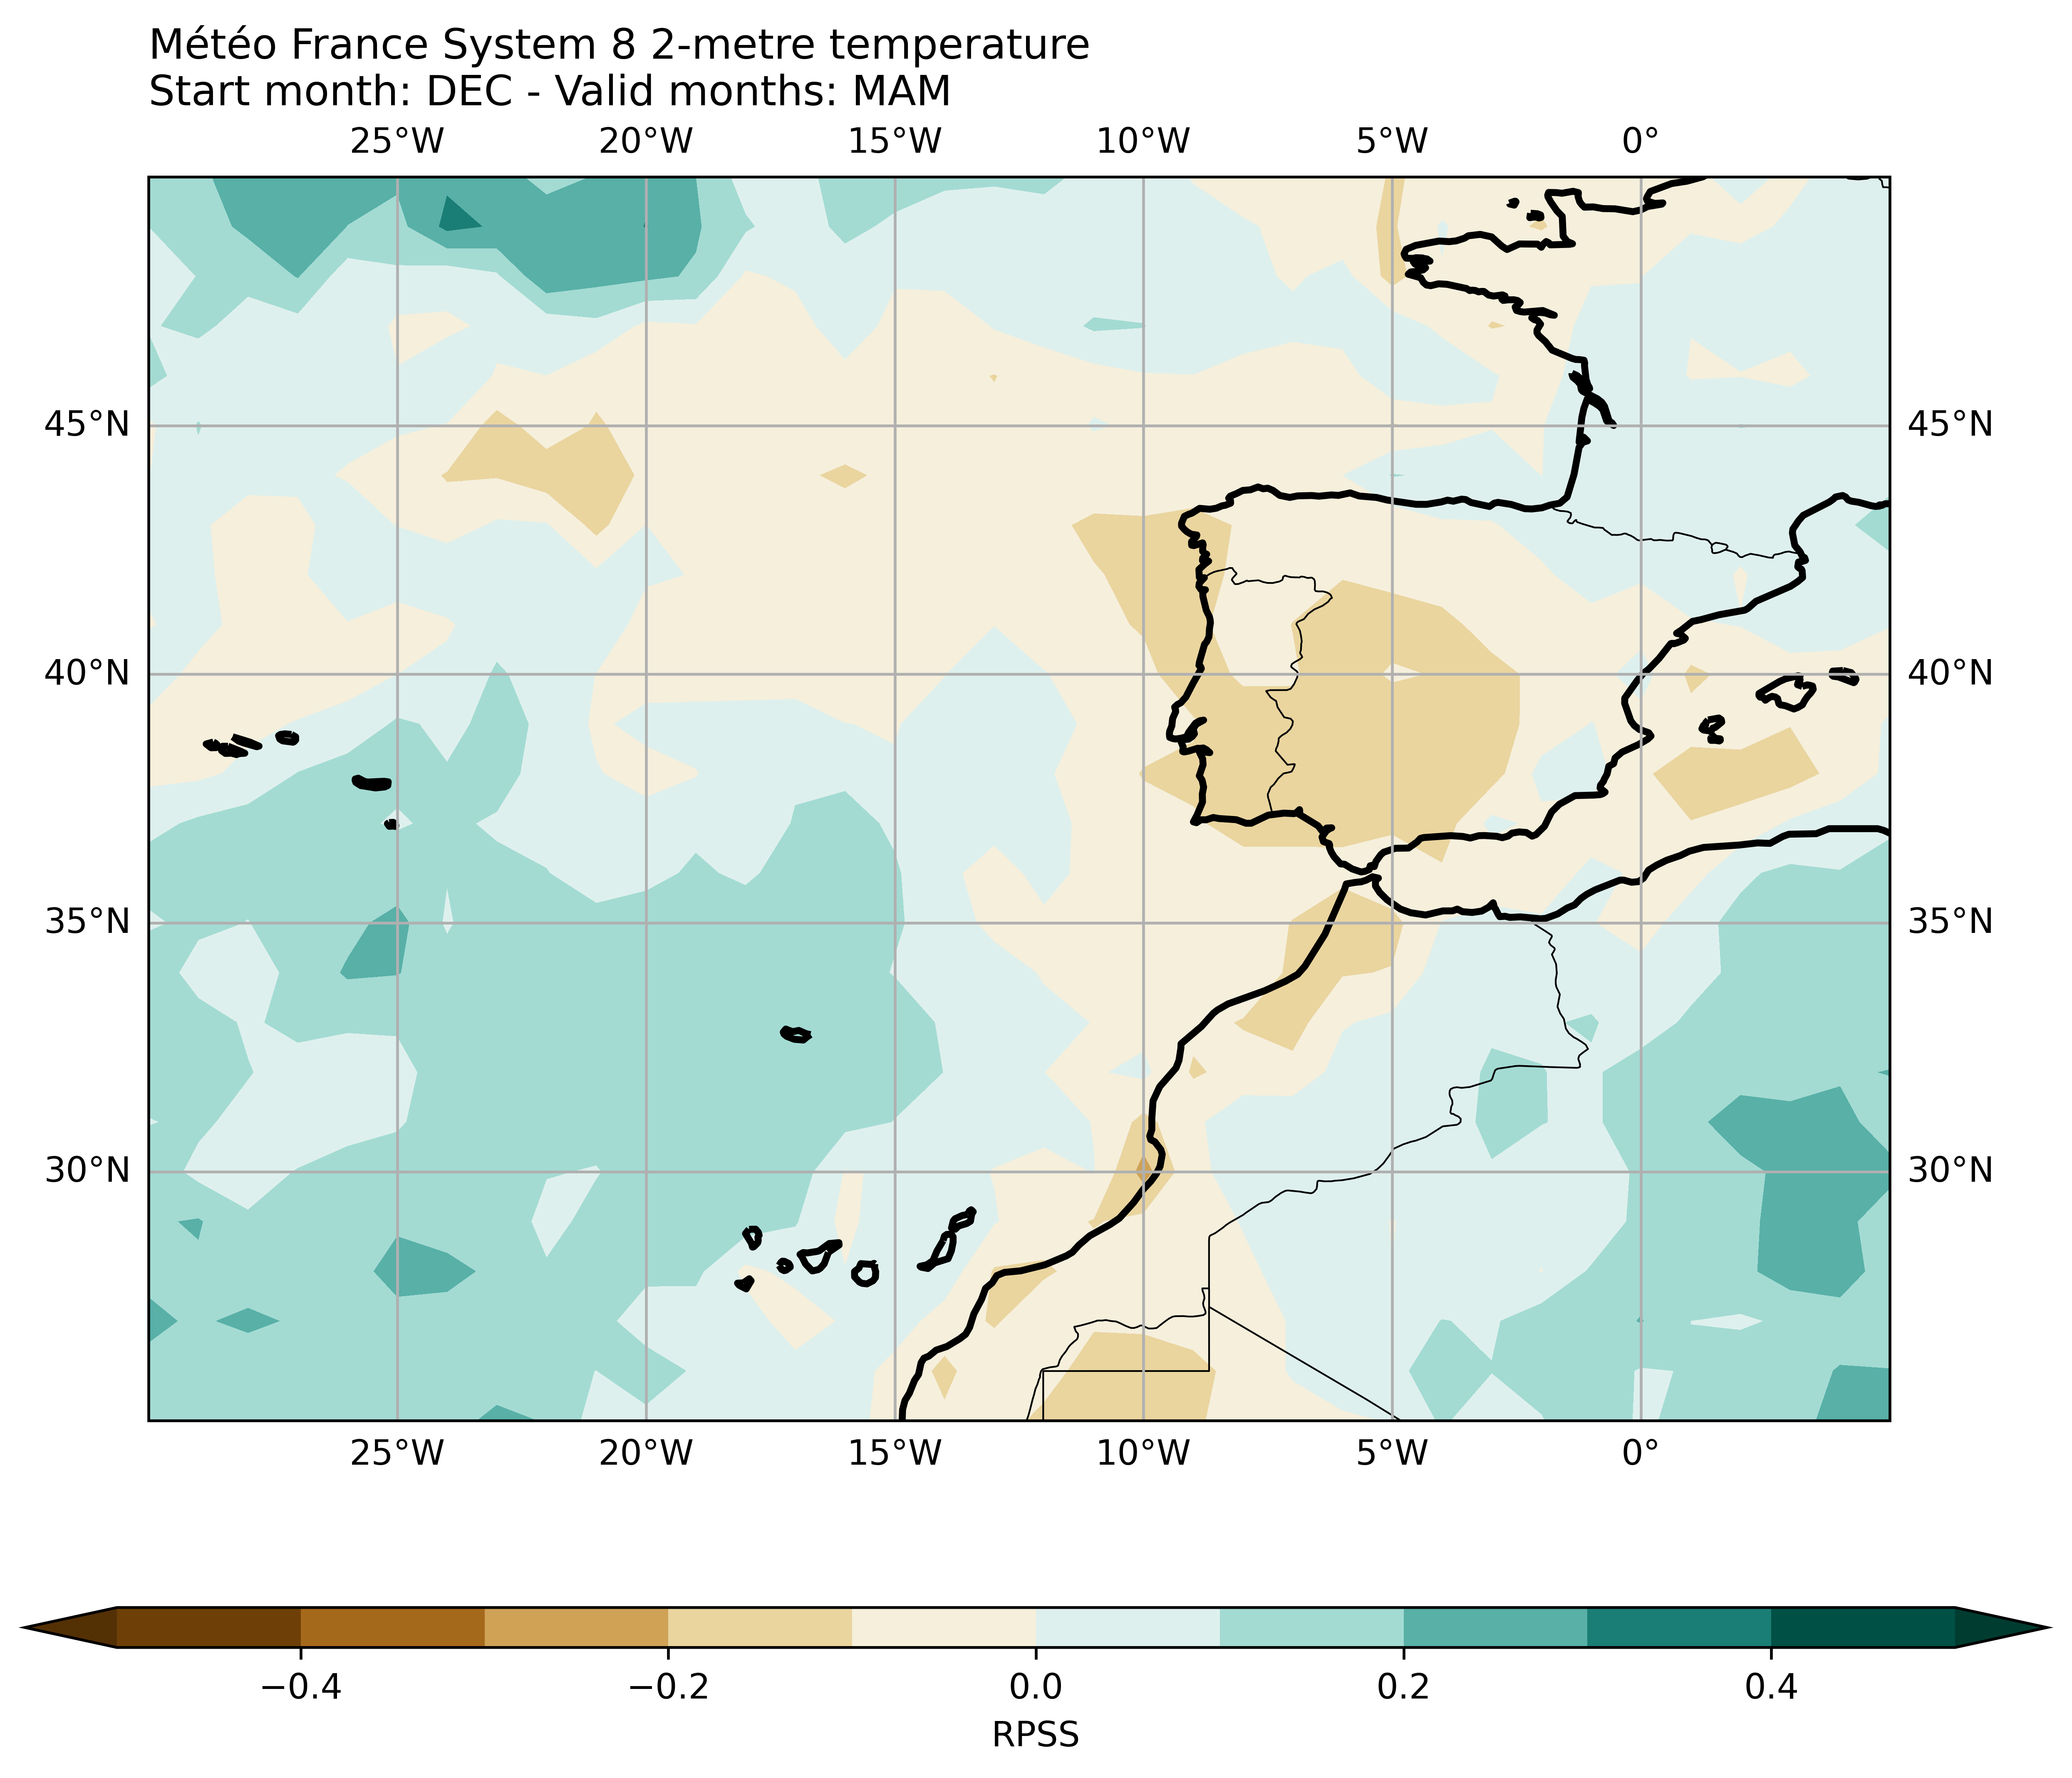 Météo France System 8 2-metre temperature
Start month: DEC - Valid months: MAM
25°W 20°W 15°W 10°W 5°W 0°
45°N 45°N
40°N 40°N
35°N 35°N
30°N 30°N
25°W 20°W 15°W 10°W 5°W 0°
−0.4 −0.2 0.0 0.2 0.4
RPSS